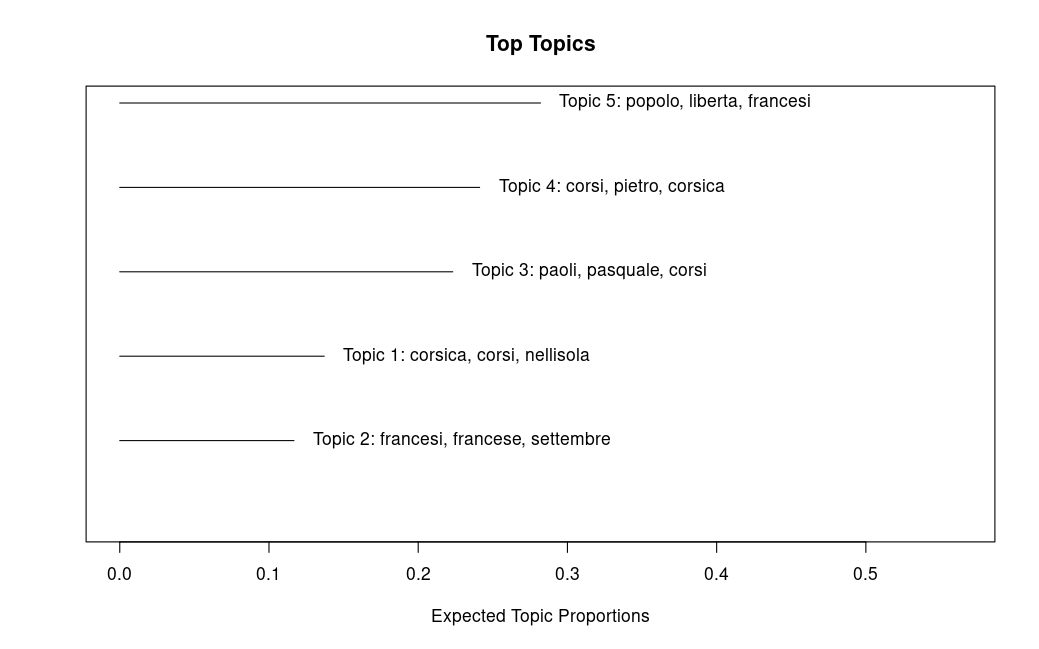 Top Topics
Topic 5: popolo, liberta, francesi
Topic 4: corsi, pietro, corsica
Topic 3: paoli, pasquale, corsi
Topic 1: corsica, corsi, nellisola
Topic 2: francesi, francese, settembre
0.0 0.1 0.2 0.3 0.4 0.5
Expected Topic Proportions